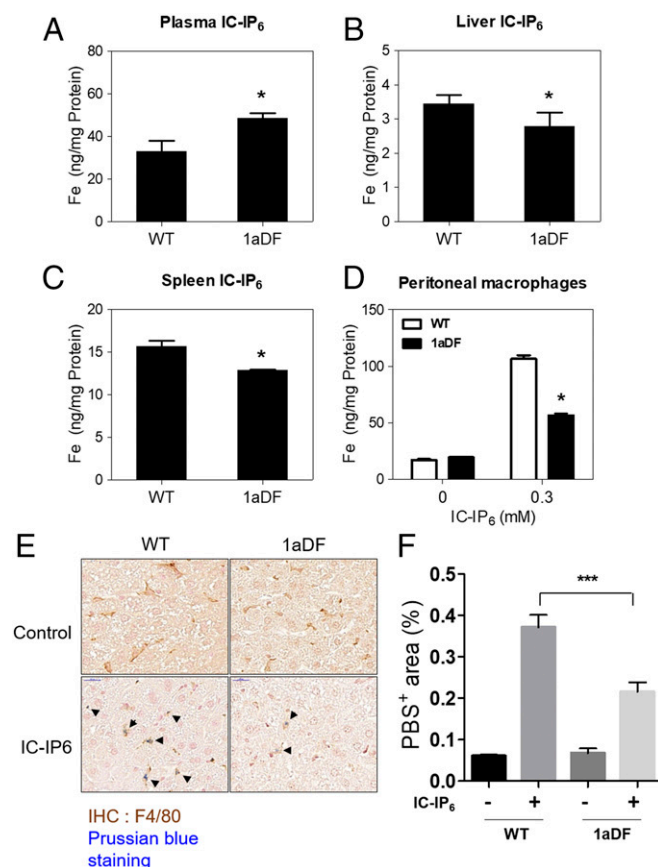 A
Plasma IC-IP6
Fe (ng/mg Protein)
80
60
40
20
0
*
WT 1aDF
B
Liver IC-IP6
Fe (ng/mg Protein)
5
4
3
2
1
0
*
WT 1aDF
C
Spleen IC-IP6
Fe (ng/mg Protein)
20
15
10
5
0
*
WT 1aDF
D
Peritoneal macrophages
Fe (ng/mg Protein)
150
100
50
0
WT
1aDF
*
0 0.3
IC-IP6 (mM)
E
WT 1aDF
Control
IC-IP6
IHC : F4/80
Prussian blue
staining
F
PBS+ area (%)
0.5
0.4
0.3
0.2
0.1
0.0
***
IC-IP6 - + - +
WT 1aDF